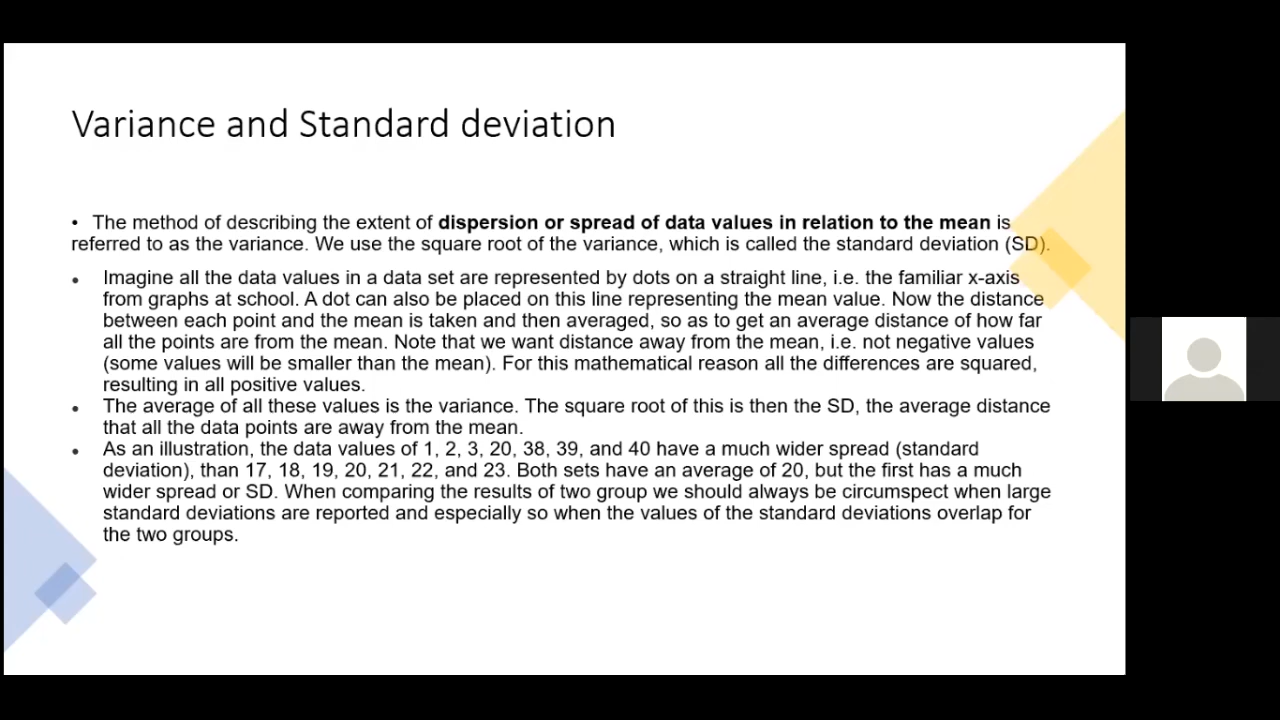 Variance and Standard deviation
• The method of describing the extent of dispersion or spread of data values in relation to the mean is
referred to as the variance. We use the square root of the variance, which is called the standard deviation (SD).
• Imagine all the data values in a data set are represented by dots on a straight line, i.e. the familiar x-axis
from graphs at school. A dot can also be placed on this line representing the mean value. Now the distance
between each point and the mean is taken and then averaged, so as to get an average distance of how far
all the points are from the mean. Note that we want distance away from the mean, i.e. not negative values
(some values will be smaller than the mean). For this mathematical reason all the differences are squared,
resulting in all positive values.
• The average of all these values is the variance. The square root of this is then the SD, the average distance
that all the data points are away from the mean.
• As an illustration, the data values of 1, 2, 3, 20, 38, 39, and 40 have a much wider spread (standard
deviation), than 17, 18, 19, 20, 21, 22, and 23. Both sets have an average of 20, but the first has a much
wider spread or SD. When comparing the results of two group we should always be circumspect when large
standard deviations are reported and especially so when the values of the standard deviations overlap for
the two groups.